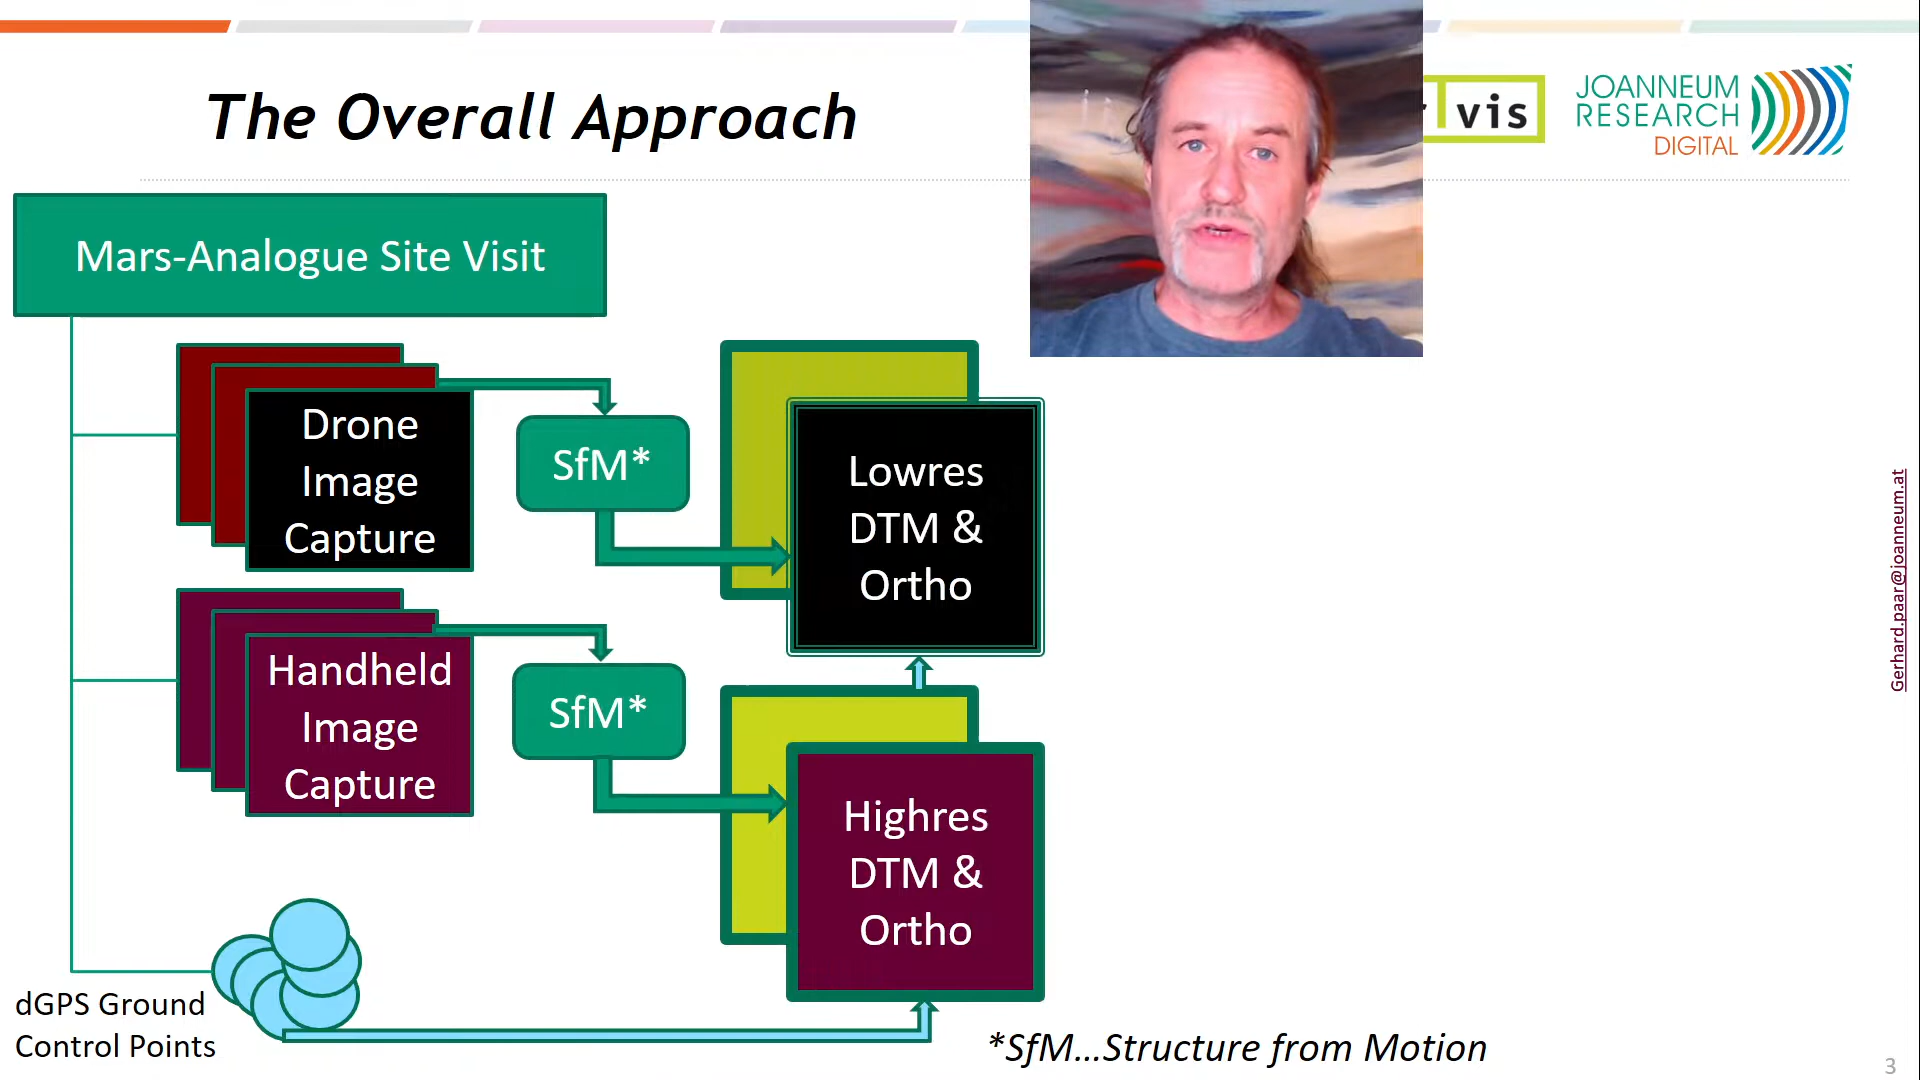 The Overall Approach
vis
JOANNEUM
RESEARCH
DIGITAL
Mars-Analogue Site Visit
Drone
Image
Capture
SfM*
Lowres
DTM &
Ortho
Handheld
Image
Capture
SfM*
Highres
DTM &
Ortho
dGPS Ground
Control Points
*SfM...Structure from Motion
Gerhard.paar@joanneum.at
3